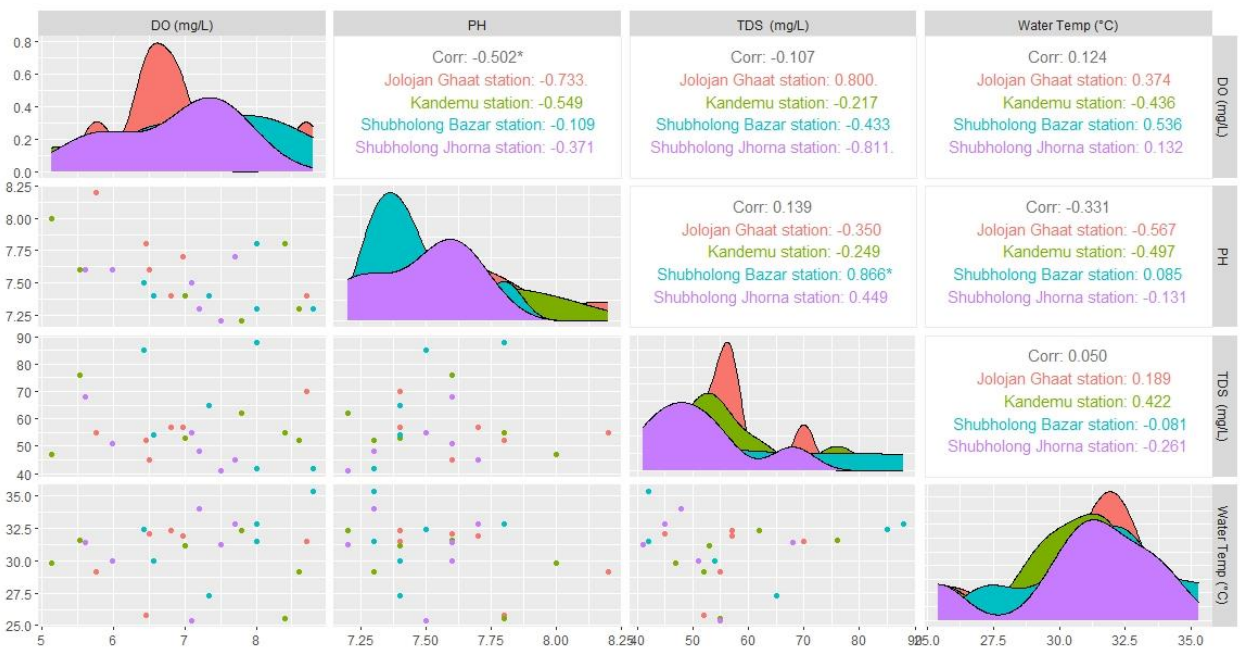 DO (mg/L)
PH
TDS (mg/L)
Water Temp (°C)
0.8
0.6
0.4
0.2
0.0
Corr: -0.502*
Jolojan Ghaat station: -0.733.
Kandemu station: -0.549
Shubholong Bazar station: -0.109
Shubholong Jhorna station: -0.371
Corr: -0.107
Jolojan Ghaat station: 0.800.
Kandemu station: -0.217
Shubholong Bazar station: -0.433
Shubholong Jhorna station: -0.811.
Corr: 0.124
Jolojan Ghaat station: 0.374
Kandemu station: -0.436
Shubholong Bazar station: 0.536
Shubholong Jhorna station: 0.132
DO (mg/L)
8.25
8.00
7.75
7.50
7.25
Corr: 0.139
Jolojan Ghaat station: -0.350
Kandemu station: -0.249
Shubholong Bazar station: 0.866*
Shubholong Jhorna station: 0.449
Corr: -0.331
Jolojan Ghaat station: -0.567
Kandemu station: -0.497
Shubholong Bazar station: 0.085
Shubholong Jhorna station: -0.131
PH
90
80
70
60
50
40
Corr: 0.050
Jolojan Ghaat station: 0.189
Kandemu station: 0.422
Shubholong Bazar station: -0.081
Shubholong Jhorna station: -0.261
TDS (mg/L)
35.0
32.5
30.0
27.5
25.0
Water Temp (°C)
5 6 7 8
7.25 7.50 7.75 8.00 8.25
40 50 60 70 80 90
25.0 27.5 30.0 32.5 35.0